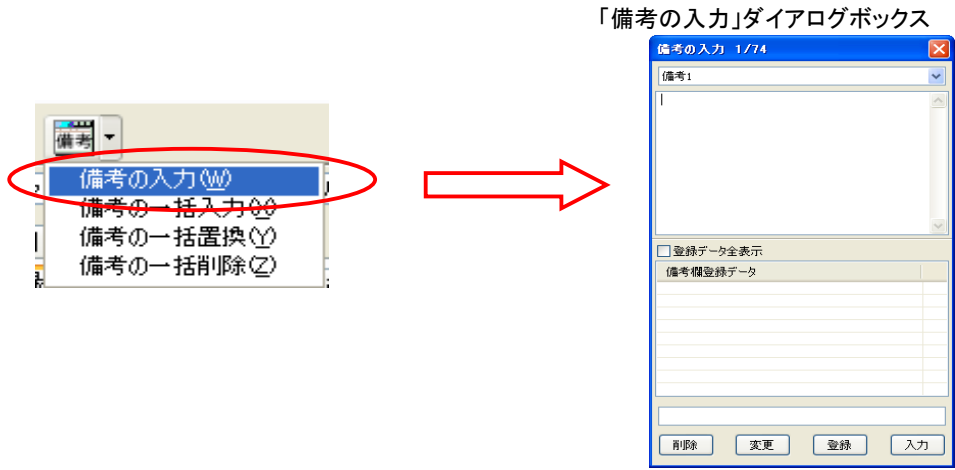 「備考の入力」ダイアログボックス
備考の入力 1/74
備考1
備考
備考の入力(W)
備考の一括入力(X)
備考の一括置換(Y)
備考の一括削除(Z)
登録データ全表示
備考欄登録データ
削除 変更 登録 入力